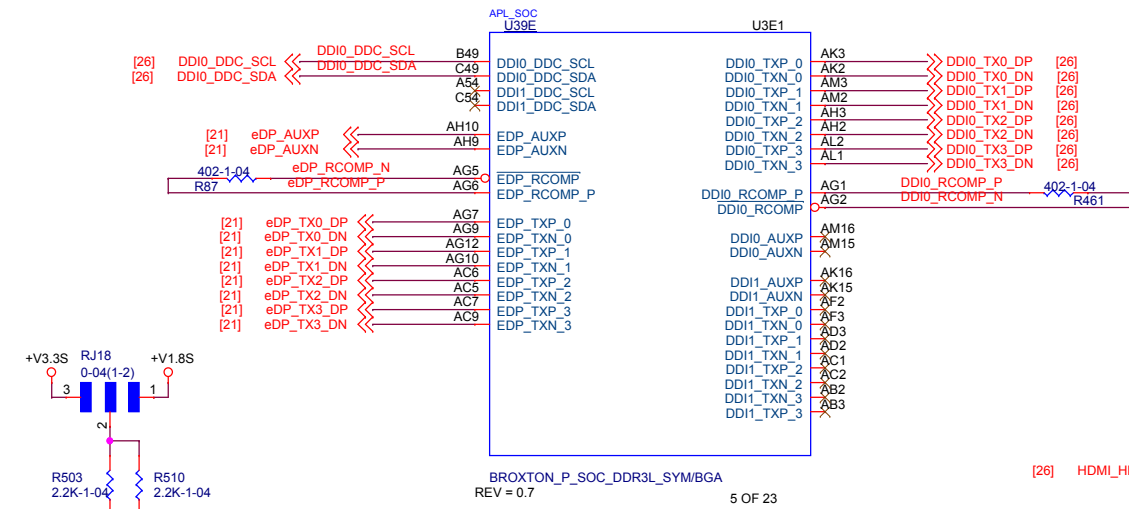 APL_SOC
U39E U3E1
[26] DDI0_DDC_SCL DDI0_DDC_SCL B49 DDI0_DDC_SCL
[26] DDI0_DDC_SDA DDI0_DDC_SDA C49 DDI0_DDC_SDA
A54 DDI1_DDC_SCL
C54 DDI1_DDC_SDA
[21] eDP_AUXP AH10 EDP_AUXP
[21] eDP_AUXN AH9 EDP_AUXN
402-1-04 eDP_RCOMP_N AG5 EDP_RCOMP
R87 eDP_RCOMP_P AG6 EDP_RCOMP_P
[21] eDP_TX0_DP AG7 EDP_TXP_0
[21] eDP_TX0_DN AG9 EDP_TXN_0
[21] eDP_TX1_DP AG12 EDP_TXP_1
[21] eDP_TX1_DN AG10 EDP_TXN_1
[21] eDP_TX2_DP AC6 EDP_TXP_2
[21] eDP_TX2_DN AC5 EDP_TXN_2
[21] eDP_TX3_DP AC7 EDP_TXP_3
[21] eDP_TX3_DN AC9 EDP_TXN_3
DDI0_TXP_0 AK3 DDI0_TX0_DP [26]
DDI0_TXN_0 AK2 DDI0_TX0_DN [26]
DDI0_TXP_1 AM3 DDI0_TX1_DP [26]
DDI0_TXN_1 AM2 DDI0_TX1_DN [26]
DDI0_TXP_2 AH3 DDI0_TX2_DP [26]
DDI0_TXN_2 AH2 DDI0_TX2_DN [26]
DDI0_TXP_3 AL2 DDI0_TX3_DP [26]
DDI0_TXN_3 AL1 DDI0_TX3_DN [26]
DDI0_RCOMP_P AG1 DDI0_RCOMP_P 402-1-04
DDI0_RCOMP AG2 DDI0_RCOMP_N R461
DDI0_AUXP AM16
DDI0_AUXN AM15
DDI1_AUXP AK16
DDI1_AUXN AK15
DDI1_TXP_0 AF2
DDI1_TXN_0 AF3
DDI1_TXP_1 AD3
DDI1_TXN_1 AD2
DDI1_TXP_2 AC1
DDI1_TXN_2 AC2
DDI1_TXN_3 AB2
DDI1_TXP_3 AB3
+V3.3S RJ18 +V1.8S
0-04(1-2)
3 1
2
R503 R510
2.2K-1-04 2.2K-1-04
BROXTON_P_SOC_DDR3L_SYM/BGA
REV = 0.7
5 OF 23
[26] HDMI_H